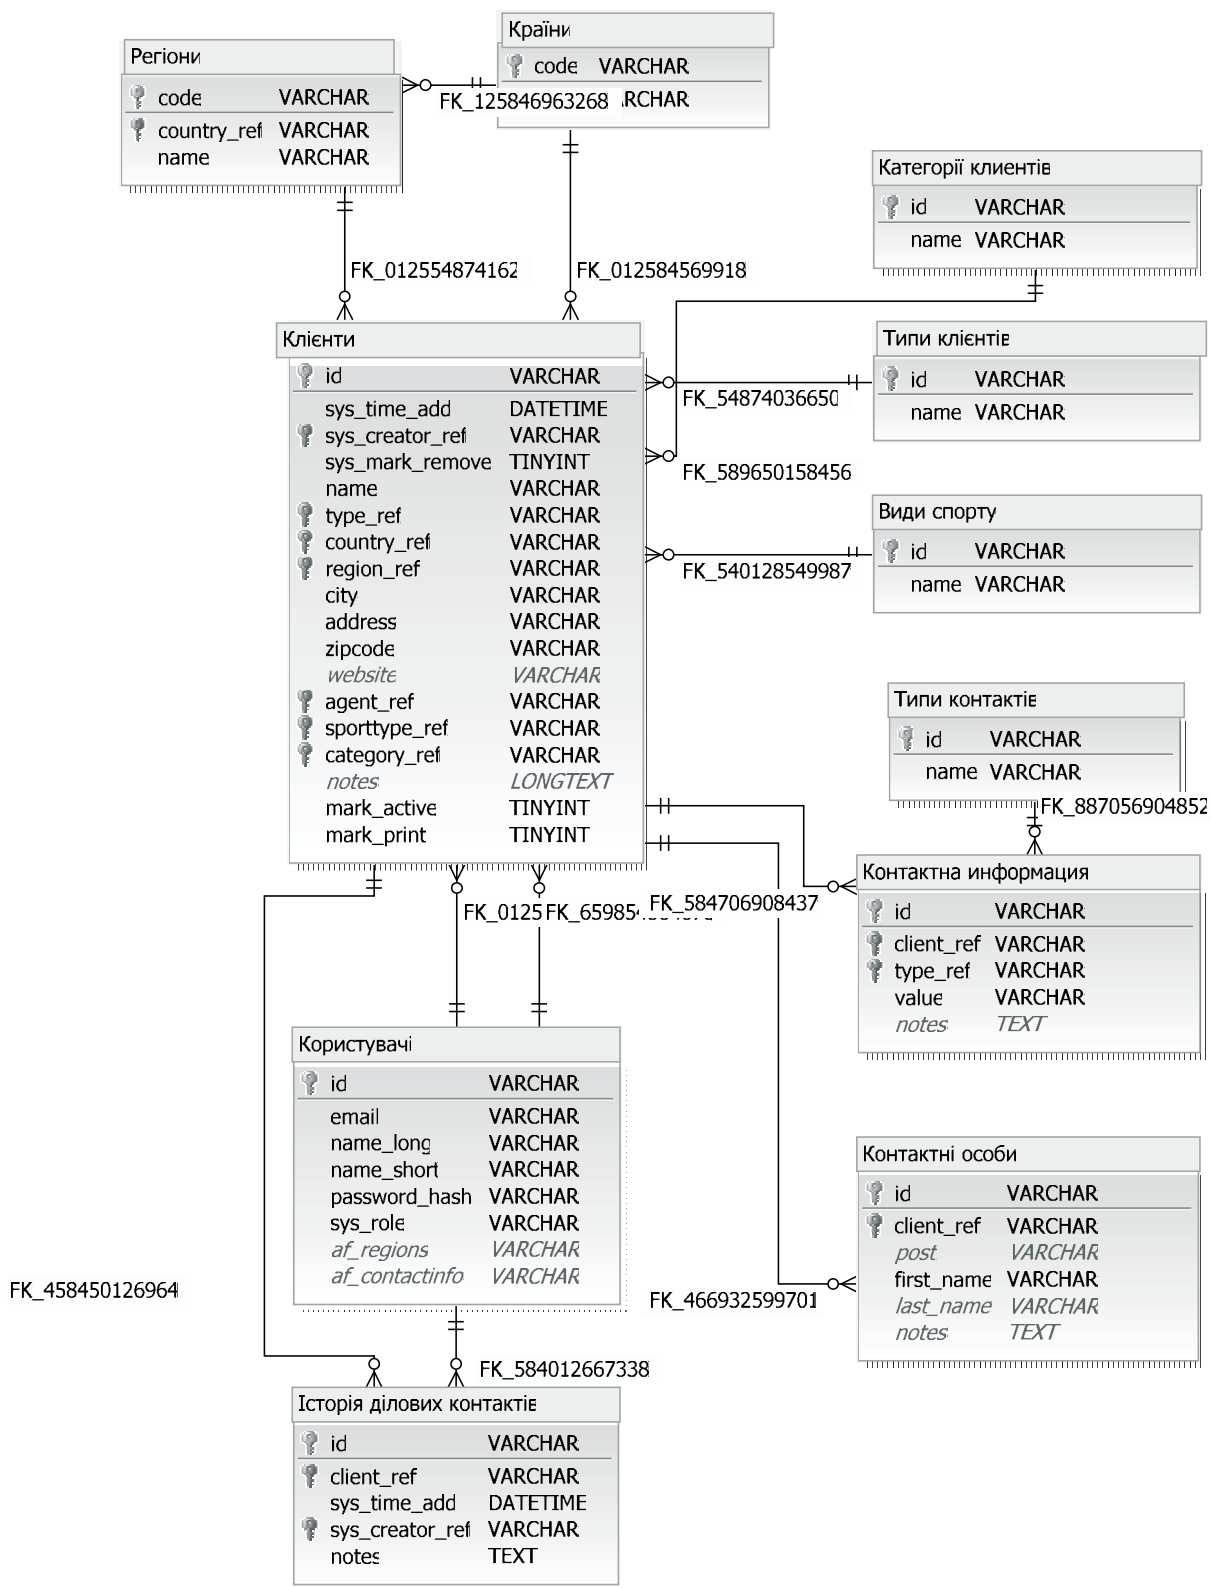 Регіони
code VARCHAR
country_ref VARCHAR
name VARCHAR
Країни
code VARCHAR
FK_125846963268
FK_012554874162
FK_012584569918
Категорії клиентів
id VARCHAR
name VARCHAR
Клієнти
id VARCHAR
sys_time_add DATETIME
sys_creator_ref VARCHAR
sys_mark_remove TINYINT
name VARCHAR
type_ref VARCHAR
country_ref VARCHAR
region_ref VARCHAR
city VARCHAR
address VARCHAR
zipcode VARCHAR
website VARCHAR
agent_ref VARCHAR
sporttype_ref VARCHAR
category_ref VARCHAR
notes LONGTEXT
mark_active TINYINT
mark_print TINYINT
Типи клієнтів
id VARCHAR
name VARCHAR
FK_54874036650
FK_589650158456
Види спорту
id VARCHAR
name VARCHAR
FK_540128549987
Типи контактів
id VARCHAR
name VARCHAR
FK_887056904852
Контактна информация
id VARCHAR
client_ref VARCHAR
type_ref VARCHAR
value VARCHAR
notes TEXT
FK_584706908437
Користувачі
id VARCHAR
email VARCHAR
name_long VARCHAR
name_short VARCHAR
password_hash VARCHAR
sys_role VARCHAR
af_regions VARCHAR
af_contactinfo VARCHAR
Контактні особи
id VARCHAR
client_ref VARCHAR
post VARCHAR
first_name VARCHAR
last_name VARCHAR
notes TEXT
FK_458450126964
FK_466932599701
FK_584012667338
Історія ділових контактів
id VARCHAR
client_ref VARCHAR
sys_time_add DATETIME
sys_creator_ref VARCHAR
notes TEXT